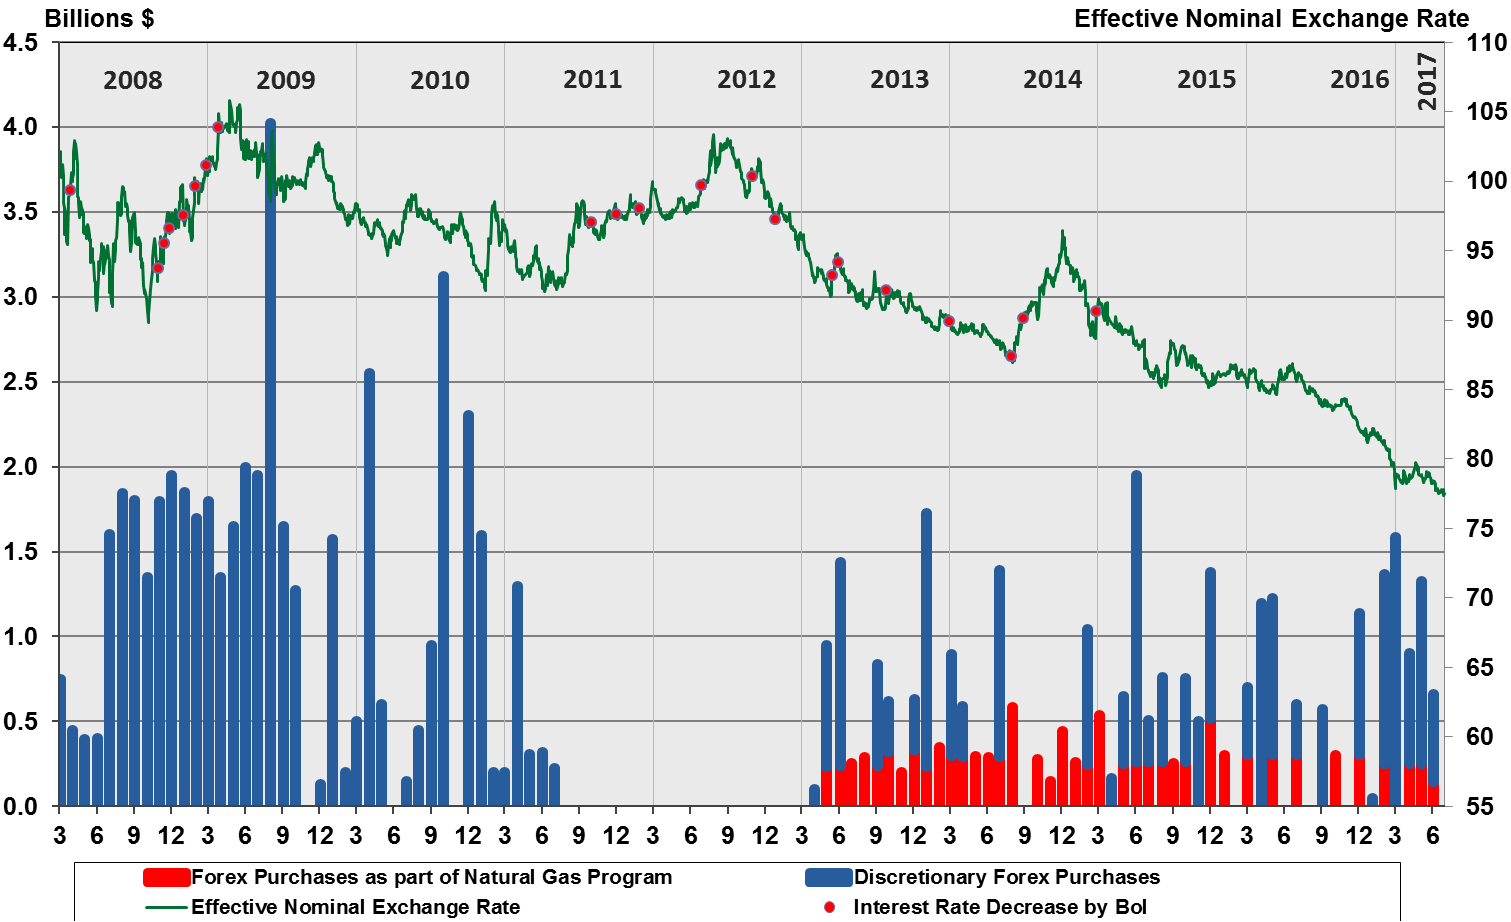 Billions $ Effective Nominal Exchange Rate
4.5 110
2008 2009 2010 2011 2012 2013 2014 2015 2016 2017
4.0 105
3.5 100
3.0 95
2.5 90
2.0 85
1.5 80
1.0 75
0.5 70
0.0 65
60
55
3 6 9 12 3 6 9 12 3 6 9 12 3 6 9 12 3 6 9 12 3 6 9 12 3 6 9 12 3 6 9 12 3 6 9 12 3 6
Forex Purchases as part of Natural Gas Program Discretionary Forex Purchases
Effective Nominal Exchange Rate Interest Rate Decrease by BoI